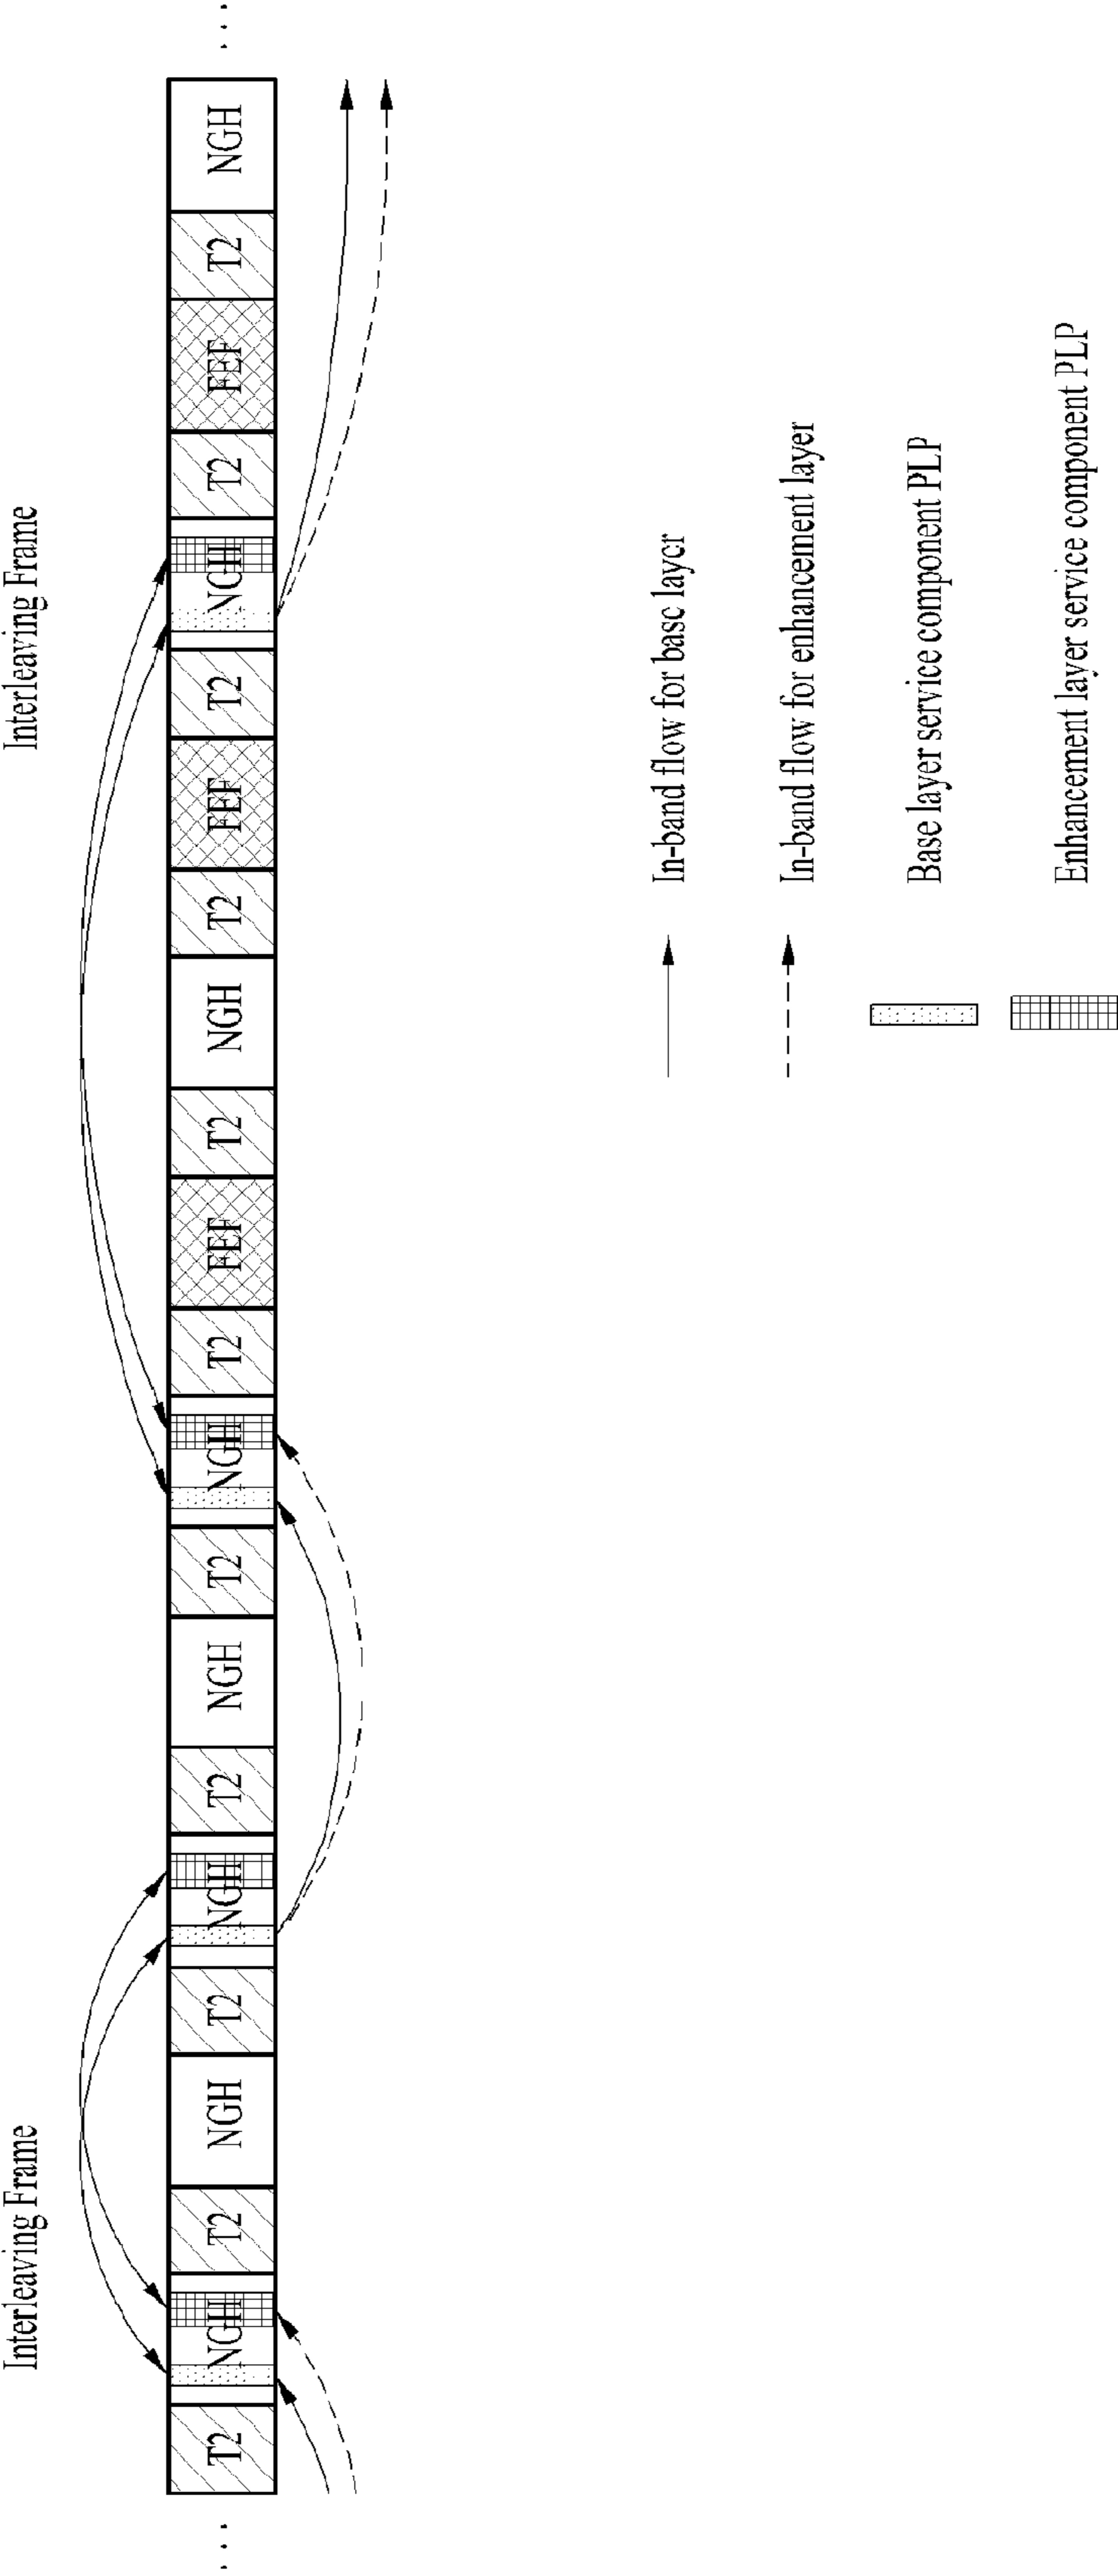 Interleaving Frame Interleaving Frame
... T2 NGH T2 NGH T2 NGH T2 NGH T2 NGH T2 FEF T2 NGH T2 FEF T2 NGH T2 FEF T2 NGH ...
In-band flow for base layer
In-band flow for enhancement layer
Base layer service component PLP
Enhancement layer service component PLP